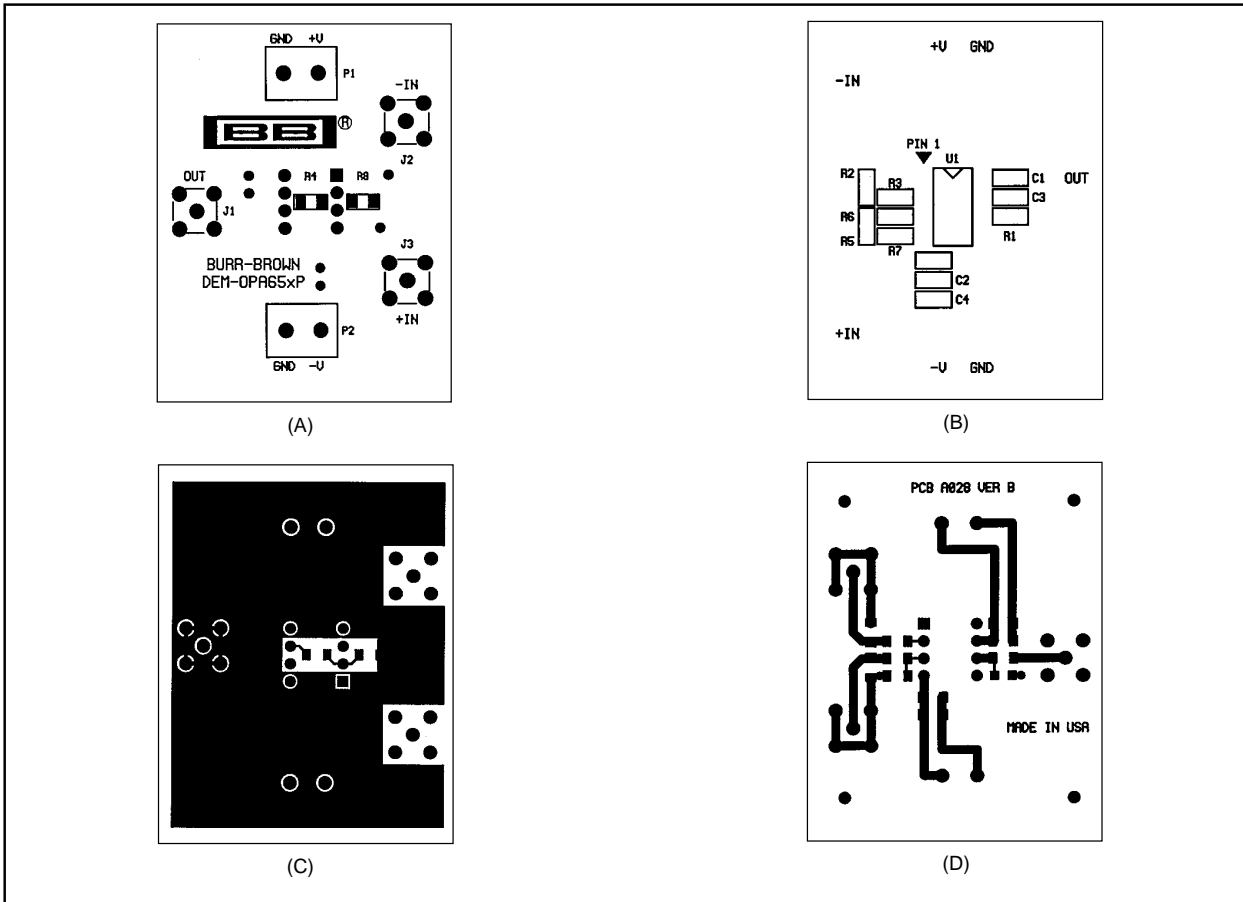 GND +V
P1
-IN
BB®
J2
OUT
R4 R8
J1
J3
BURR-BROWN
DEM-OPA65xP
+IN
P2
GND -V
(A)
+V GND
-IN
PIN 1
U1
R2
R3
C1 OUT
C3
R6
R1
R5
R7
C2
C4
+IN
-V GND
(B)
(C)
PCB A028 VER B
MADE IN USA
(D)